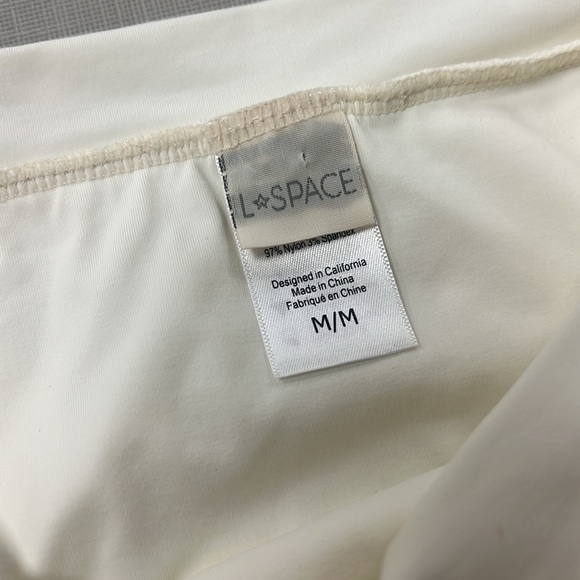 L☆SPACE
97% Nylon 3% Spandex
Designed in California
Made in China
Fabriqué en Chine
M/M